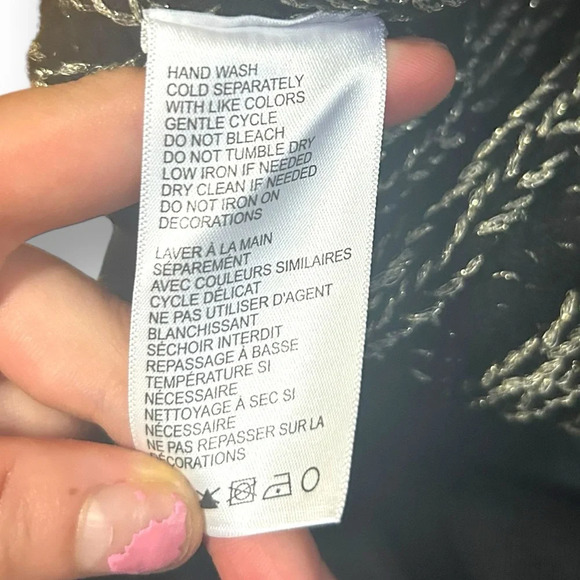 HAND WASH
COLD SEPARATELY
WITH LIKE COLORS
GENTLE CYCLE
DO NOT BLEACH
DO NOT TUMBLE DRY
LOW IRON IF NEEDED
DRY CLEAN IF NEEDED
DO NOT IRON ON
DECORATIONS
LAVER À LA MAIN
SÉPARÉMENT
AVEC COULEURS SIMILAIRES
CYCLE DÉLICAT
NE PAS UTILISER D'AGENT
BLANCHISSANT
SÉCHOIR INTERDIT
REPASSAGE À BASSE
TEMPÉRATURE SI
NÉCESSAIRE
NETTOYAGE À SEC SI
NÉCESSAIRE
NE PAS REPASSER SUR LA
DÉCORATIONS